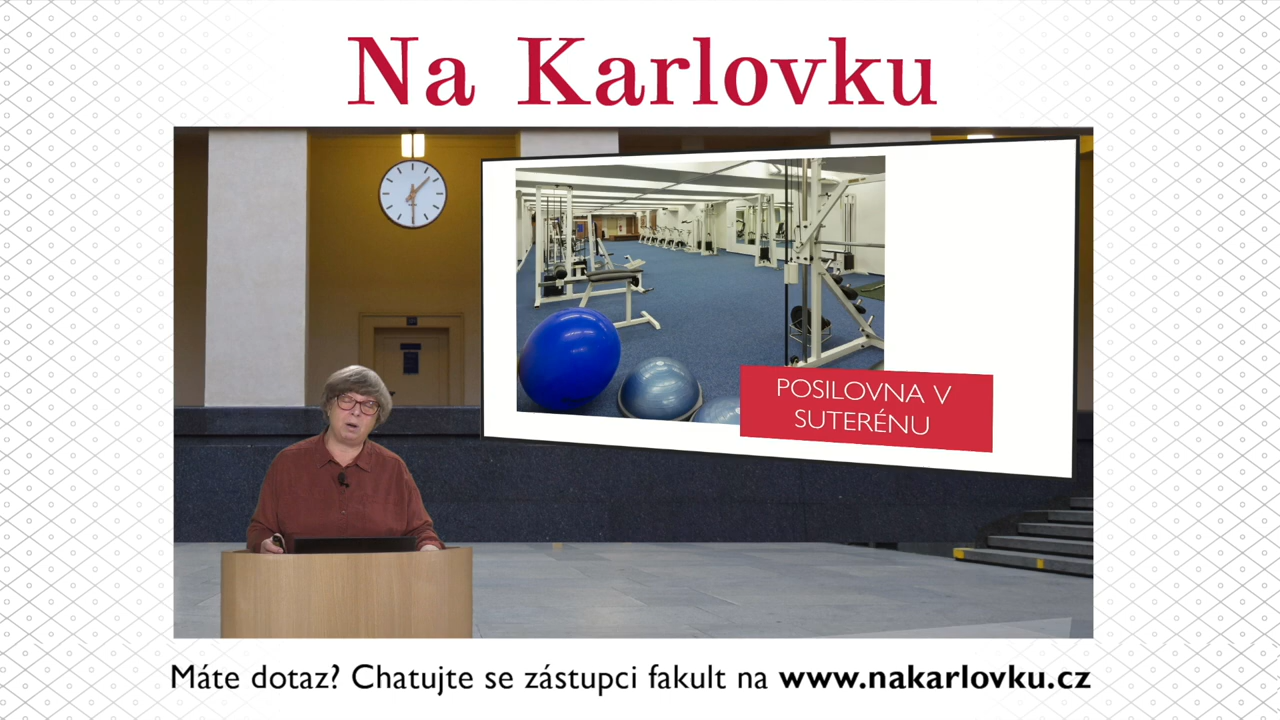 Na Karlovku
POSILOVNA V
SUTERÉNU
Máte dotaz? Chatujte se zástupci fakult na www.nakarlovku.cz